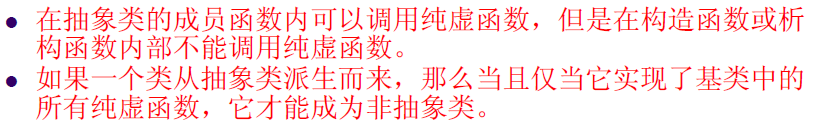 在抽象类的成员函数内可以调用纯虚函数，但是在构造函数或析
构函数内部不能调用纯虚函数。
如果一个类从抽象类派生而来，那么当且仅当它实现了基类中的
所有纯虚函数，它才能成为非抽象类。